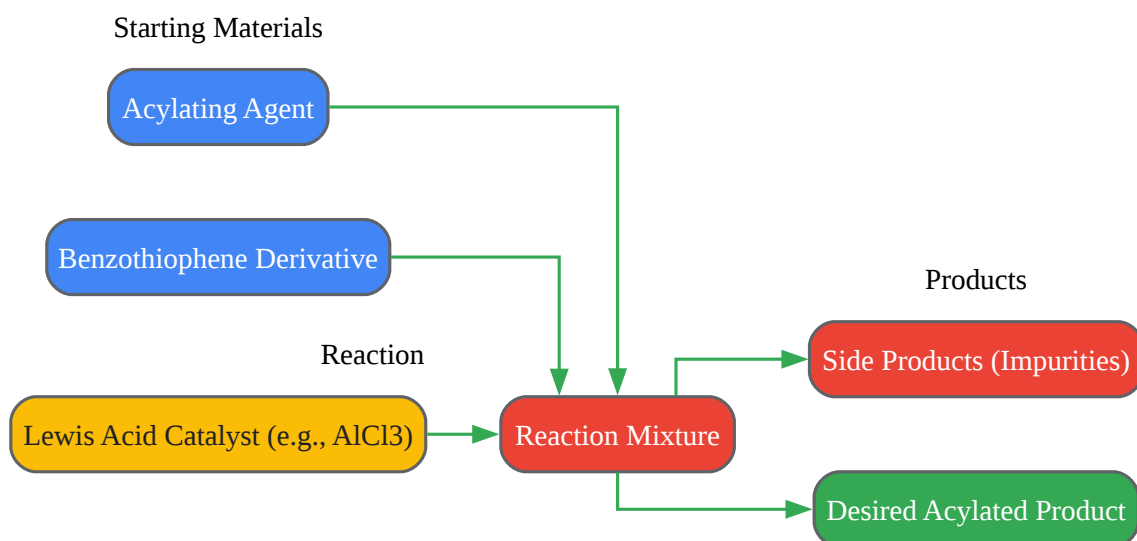 Starting Materials
Acylating Agent
Benzothiophene Derivative
Products
Side Products (Impurities)
Reaction
Lewis Acid Catalyst (e.g., AlCl3)
Reaction Mixture
Desired Acylated Product